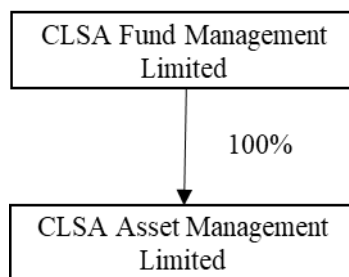 CLSA Fund Management
Limited
100%
CLSA Asset Management
Limited